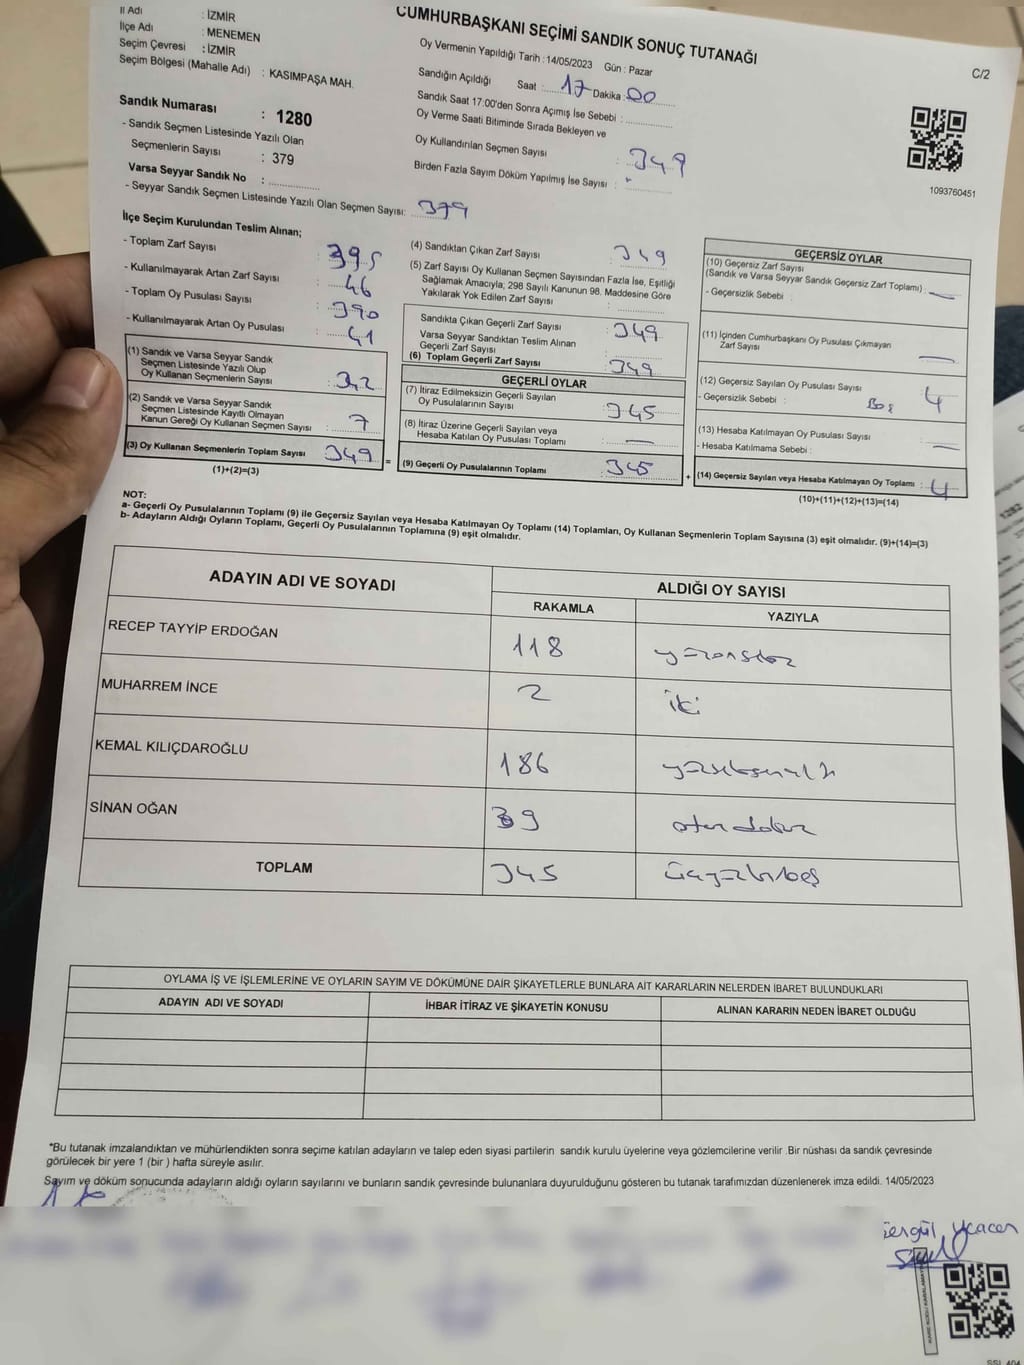 CUMHURBAŞKANI SEÇİMİ SANDIK SONUÇ TUTANAĞI
C/2
İl Adı : İZMİR
İlçe Adı : MENEMEN
Seçim Çevresi : İZMİR
Seçim Bölgesi (Mahalle Adı) : KASIMPAŞA MAH.
Oy Vermenin Yapıldığı Tarih : 14/05/2023 Gün : Pazar
Sandığın Açıldığı Saat : 17 Dakika : 00
Sandık Saat 17:00'den Sonra Açımış İse Sebebi :
Oy Verme Saati Bitiminde Sırada Bekleyen ve
Oy Kullandırılan Seçmen Sayısı : 349
Birden Fazla Sayım Döküm Yapılmış İse Sayısı :
1093760451
Sandık Numarası : 1280
- Sandık Seçmen Listesinde Yazılı Olan
Seçmenlerin Sayısı : 379
Varsa Seyyar Sandık No :
- Seyyar Sandık Seçmen Listesinde Yazılı Olan Seçmen Sayısı: 379
İlçe Seçim Kurulundan Teslim Alınan;
- Toplam Zarf Sayısı : 395
- Kullanılmayarak Artan Zarf Sayısı : 46
- Toplam Oy Pusulası Sayısı : 390
- Kullanılmayarak Artan Oy Pusulası : 41
(1) Sandık ve Varsa Seyyar Sandık
Seçmen Listesinde Yazılı Olup
Oy Kullanan Seçmenlerin Sayısı : 342
(2) Sandık ve Varsa Seyyar Sandık
Seçmen Listesinde Kayıtlı Olmayan
Kanun Gereği Oy Kullanan Seçmen Sayısı : 7
(3) Oy Kullanan Seçmenlerin Toplam Sayısı 349
(1)+(2)=(3)
(4) Sandıktan Çıkan Zarf Sayısı : 349
(5) Zarf Sayısı Oy Kullanan Seçmen Sayısından Fazla İse, Eşitliği
Sağlamak Amacıyla, 298 Sayılı Kanunun 98. Maddesine Göre
Yakılarak Yok Edilen Zarf Sayısı :
Sandıkta Çıkan Geçerli Zarf Sayısı : 349
Varsa Seyyar Sandıktan Teslim Alınan
Geçerli Zarf Sayısı :
(6) Toplam Geçerli Zarf Sayısı : 349
GEÇERLİ OYLAR
(7) İtiraz Edilmeksizin Geçerli Sayılan
Oy Pusulalarının Sayısı : 345
(8) İtiraz Üzerine Geçerli Sayılan veya
Hesaba Katılan Oy Pusulası Toplamı : —
= (9) Geçerli Oy Pusulalarının Toplamı : 345
GEÇERSİZ OYLAR
(10) Geçersiz Zarf Sayısı
(Sandık ve Varsa Seyyar Sandık Geçersiz Zarf Toplamı) : —
- Geçersizlik Sebebi :
(11) İçinden Cumhurbaşkanı Oy Pusulası Çıkmayan
Zarf Sayısı : —
(12) Geçersiz Sayılan Oy Pusulası Sayısı : 4
- Geçersizlik Sebebi : Boş
(13) Hesaba Katılmayan Oy Pusulası Sayısı : —
- Hesaba Katılmama Sebebi :
+ (14) Geçersiz Sayılan veya Hesaba Katılmayan Oy Toplamı : 4
(10)+(11)+(12)+(13)=(14)
NOT:
a- Geçerli Oy Pusulalarının Toplamı (9) ile Geçersiz Sayılan veya Hesaba Katılmayan Oy Toplamı (14) Toplamları, Oy Kullanan Seçmenlerin Toplam Sayısına (3) eşit olmalıdır. (9)+(14)=(3)
b- Adayların Aldığı Oyların Toplamı, Geçerli Oy Pusulalarının Toplamına (9) eşit olmalıdır.
ADAYIN ADI VE SOYADI ALDIĞI OY SAYISI
RAKAMLA YAZIYLA
RECEP TAYYİP ERDOĞAN 118 yüzonsekiz
MUHARREM İNCE 2 iki
KEMAL KILIÇDAROĞLU 186 yüzseksenaltı
SİNAN OĞAN 39 otuzdokuz
TOPLAM 345 üçyüzkırkbeş
OYLAMA İŞ VE İŞLEMLERİNE VE OYLARIN SAYIM VE DÖKÜMÜNE DAİR ŞİKAYETLERLE BUNLARA AİT KARARLARIN NELERDEN İBARET BULUNDUKLARI
ADAYIN ADI VE SOYADI İHBAR İTİRAZ VE ŞİKAYETİN KONUSU ALINAN KARARIN NEDEN İBARET OLDUĞU
*Bu tutanak imzalandıktan ve mühürlendikten sonra seçime katılan adayların ve talep eden siyasi partilerin sandık kurulu üyelerine veya gözlemcilerine verilir .Bir nüshası da sandık çevresinde
görülecek bir yere 1 (bir ) hafta süreyle asılır.
Sayım ve döküm sonucunda adayların aldığı oyların sayılarını ve bunların sandık çevresinde bulunanlara duyurulduğunu gösteren bu tutanak tarafımızdan düzenlenerek imza edildi. 14/05/2023